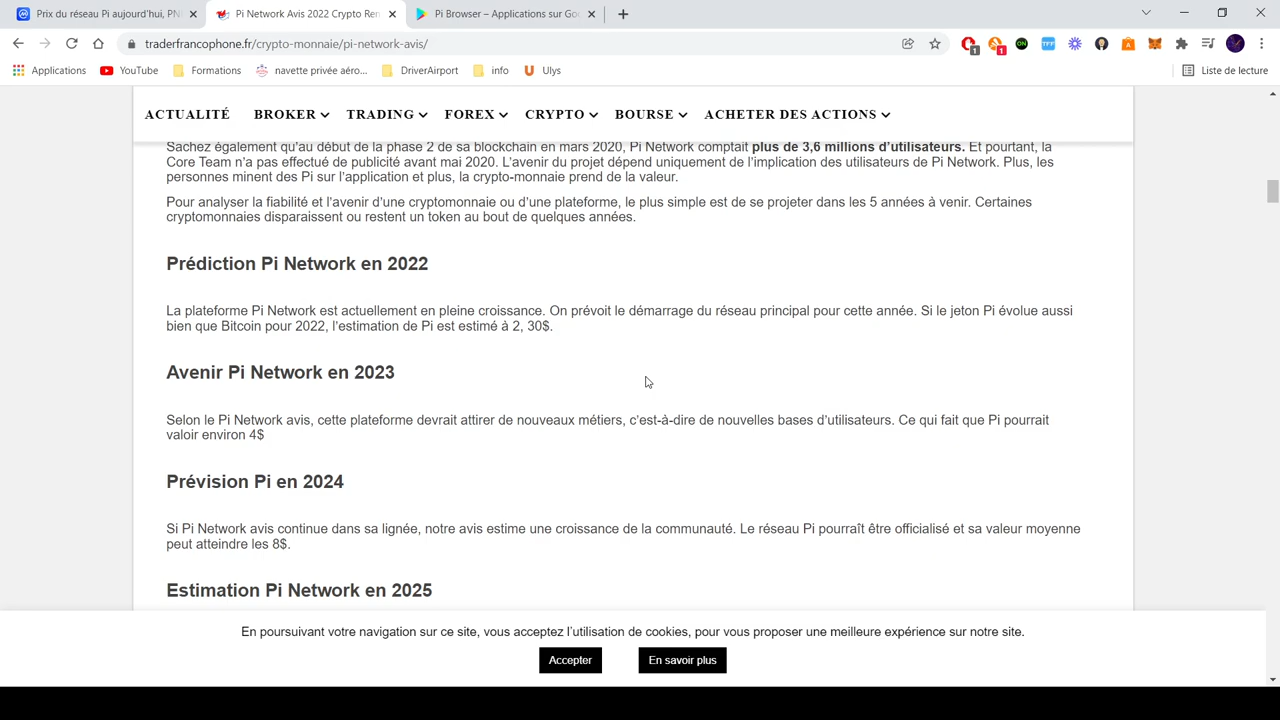 Prix du réseau Pi aujourd'hui, PN
Pi Network Avis 2022 Crypto Ren
Pi Browser – Applications sur Goo
traderfrancophone.fr/crypto-monnaie/pi-network-avis/
1
ON
TFF
1
A
Applications
YouTube
Formations
navette privée aéro...
DriverAirport
info
Ulys
Liste de lecture
ACTUALITÉ
BROKER
TRADING
FOREX
CRYPTO
BOURSE
ACHETER DES ACTIONS
Sachez également qu'au début de la phase 2 de sa blockchain en mars 2020, Pi Network comptait plus de 3,6 millions d'utilisateurs. Et pourtant, la
Core Team n'a pas effectué de publicité avant mai 2020. L'avenir du projet dépend uniquement de l'implication des utilisateurs de Pi Network. Plus, les
personnes minent des Pi sur l'application et plus, la crypto-monnaie prend de la valeur.
Pour analyser la fiabilité et l'avenir d'une cryptomonnaie ou d'une plateforme, le plus simple est de se projeter dans les 5 années à venir. Certaines
cryptomonnaies disparaissent ou restent un token au bout de quelques années.
Prédiction Pi Network en 2022
La plateforme Pi Network est actuellement en pleine croissance. On prévoit le démarrage du réseau principal pour cette année. Si le jeton Pi évolue aussi
bien que Bitcoin pour 2022, l'estimation de Pi est estimé à 2, 30$.
Avenir Pi Network en 2023
Selon le Pi Network avis, cette plateforme devrait attirer de nouveaux métiers, c'est-à-dire de nouvelles bases d'utilisateurs. Ce qui fait que Pi pourrait
valoir environ 4$
Prévision Pi en 2024
Si Pi Network avis continue dans sa lignée, notre avis estime une croissance de la communauté. Le réseau Pi pourraît être officialisé et sa valeur moyenne
peut atteindre les 8$.
Estimation Pi Network en 2025
En poursuivant votre navigation sur ce site, vous acceptez l'utilisation de cookies, pour vous proposer une meilleure expérience sur notre site.
Accepter
En savoir plus